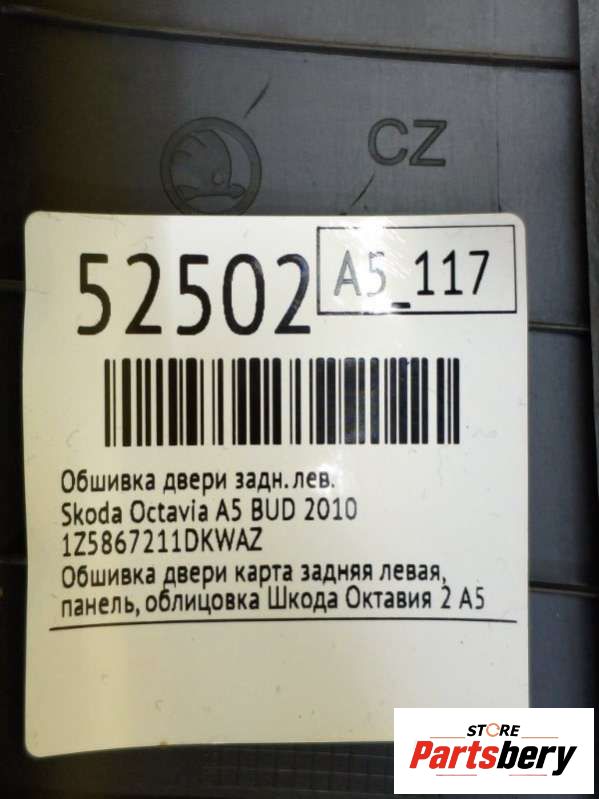 CZ
52502
A5_117
Обшивка двери задн. лев.
Skoda Octavia A5 BUD 2010
1Z5867211DKWAZ
Обшивка двери карта задняя левая,
панель, облицовка Шкода Октавия 2 А5
STORE
Partsbery